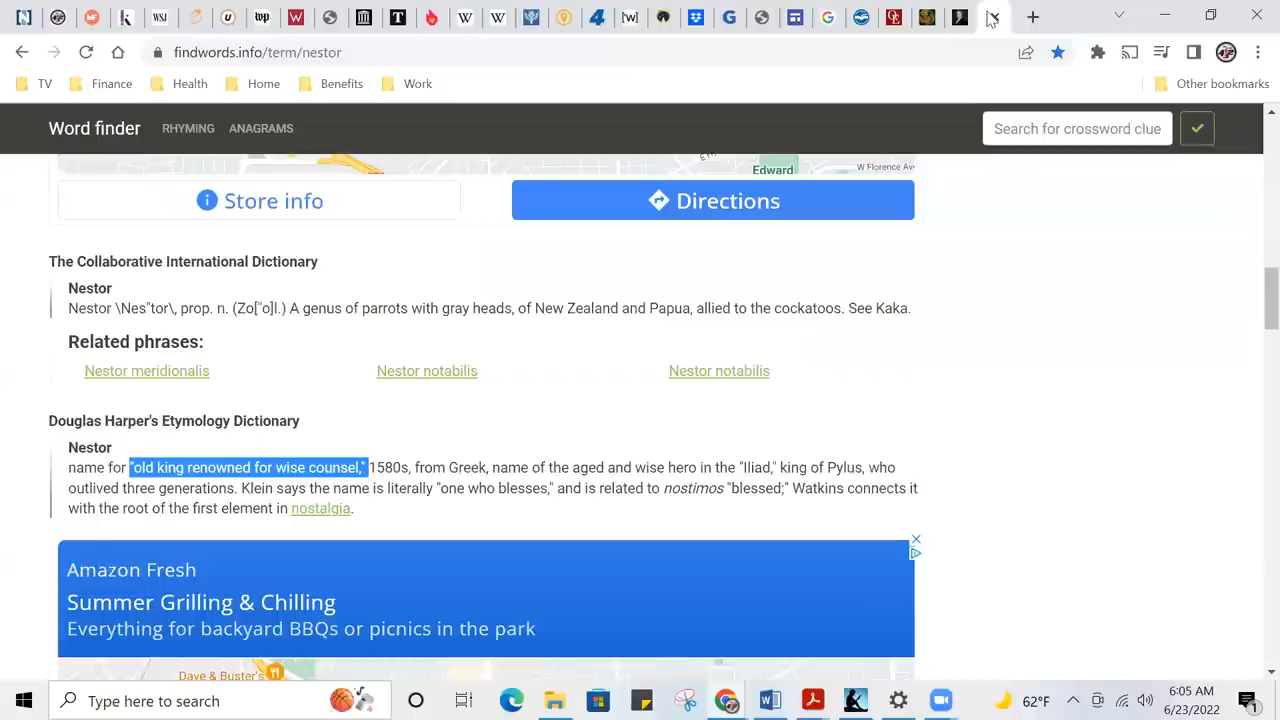 findwords.info/term/nestor
TV Finance Health Home Benefits Work Other bookmarks
Word finder RHYMING ANAGRAMS Search for crossword clue
Edward
W Florence Av
Store info Directions
The Collaborative International Dictionary
Nestor
Nestor \Nes"tor\, prop. n. (Zo["o]l.) A genus of parrots with gray heads, of New Zealand and Papua, allied to the cockatoos. See Kaka.
Related phrases:
Nestor meridionalis Nestor notabilis Nestor notabilis
Douglas Harper's Etymology Dictionary
Nestor
name for "old king renowned for wise counsel," 1580s, from Greek, name of the aged and wise hero in the "Iliad," king of Pylus, who
outlived three generations. Klein says the name is literally "one who blesses," and is related to nostimos "blessed;" Watkins connects it
with the root of the first element in nostalgia.
Amazon Fresh
Summer Grilling & Chilling
Everything for backyard BBQs or picnics in the park
Dave & Buster's
Type here to search 62°F 6:05 AM
6/23/2022 1